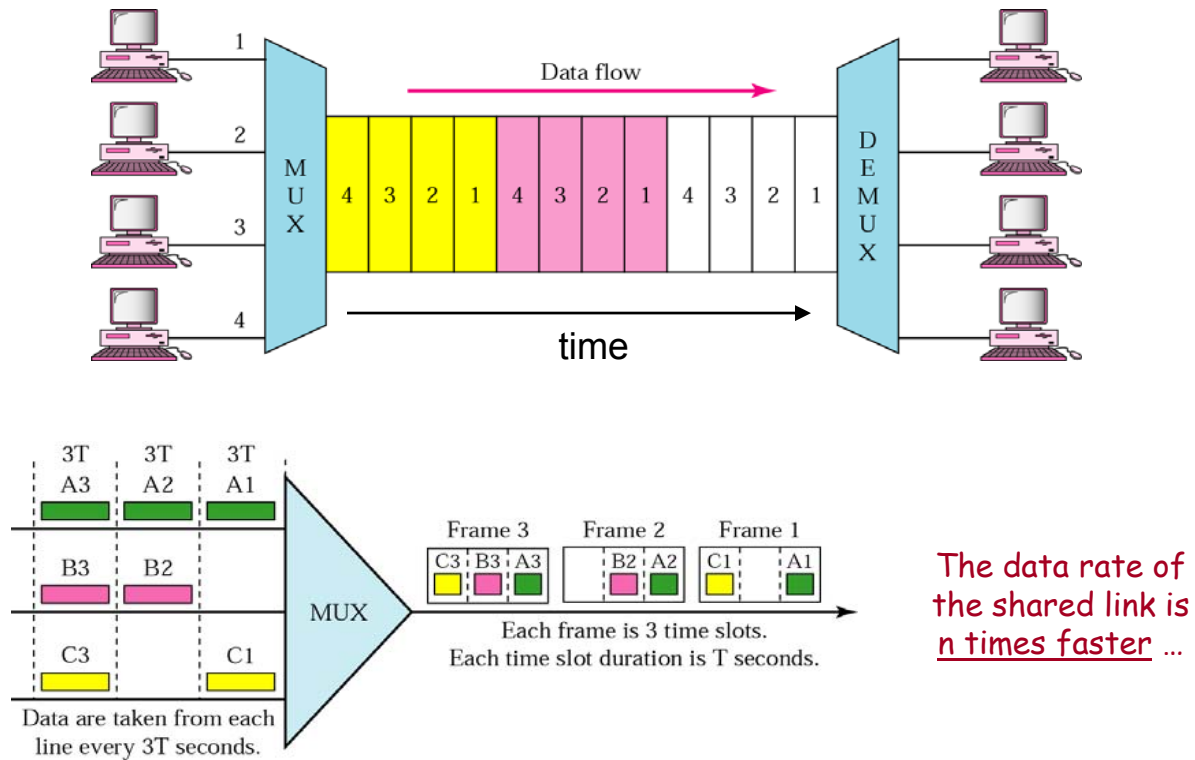 1
Data flow
2
MUX
4 3 2 1 4 3 2 1 4 3 2 1
DEMUX
3
4
time
3T 3T 3T
A3 A2 A1
Frame 3 Frame 2 Frame 1
C3 B3 A3 B2 A2 C1 A1
B3 B2
MUX
The data rate of
the shared link is
n times faster ...
Each frame is 3 time slots.
Each time slot duration is T seconds.
C3 C1
Data are taken from each
line every 3T seconds.